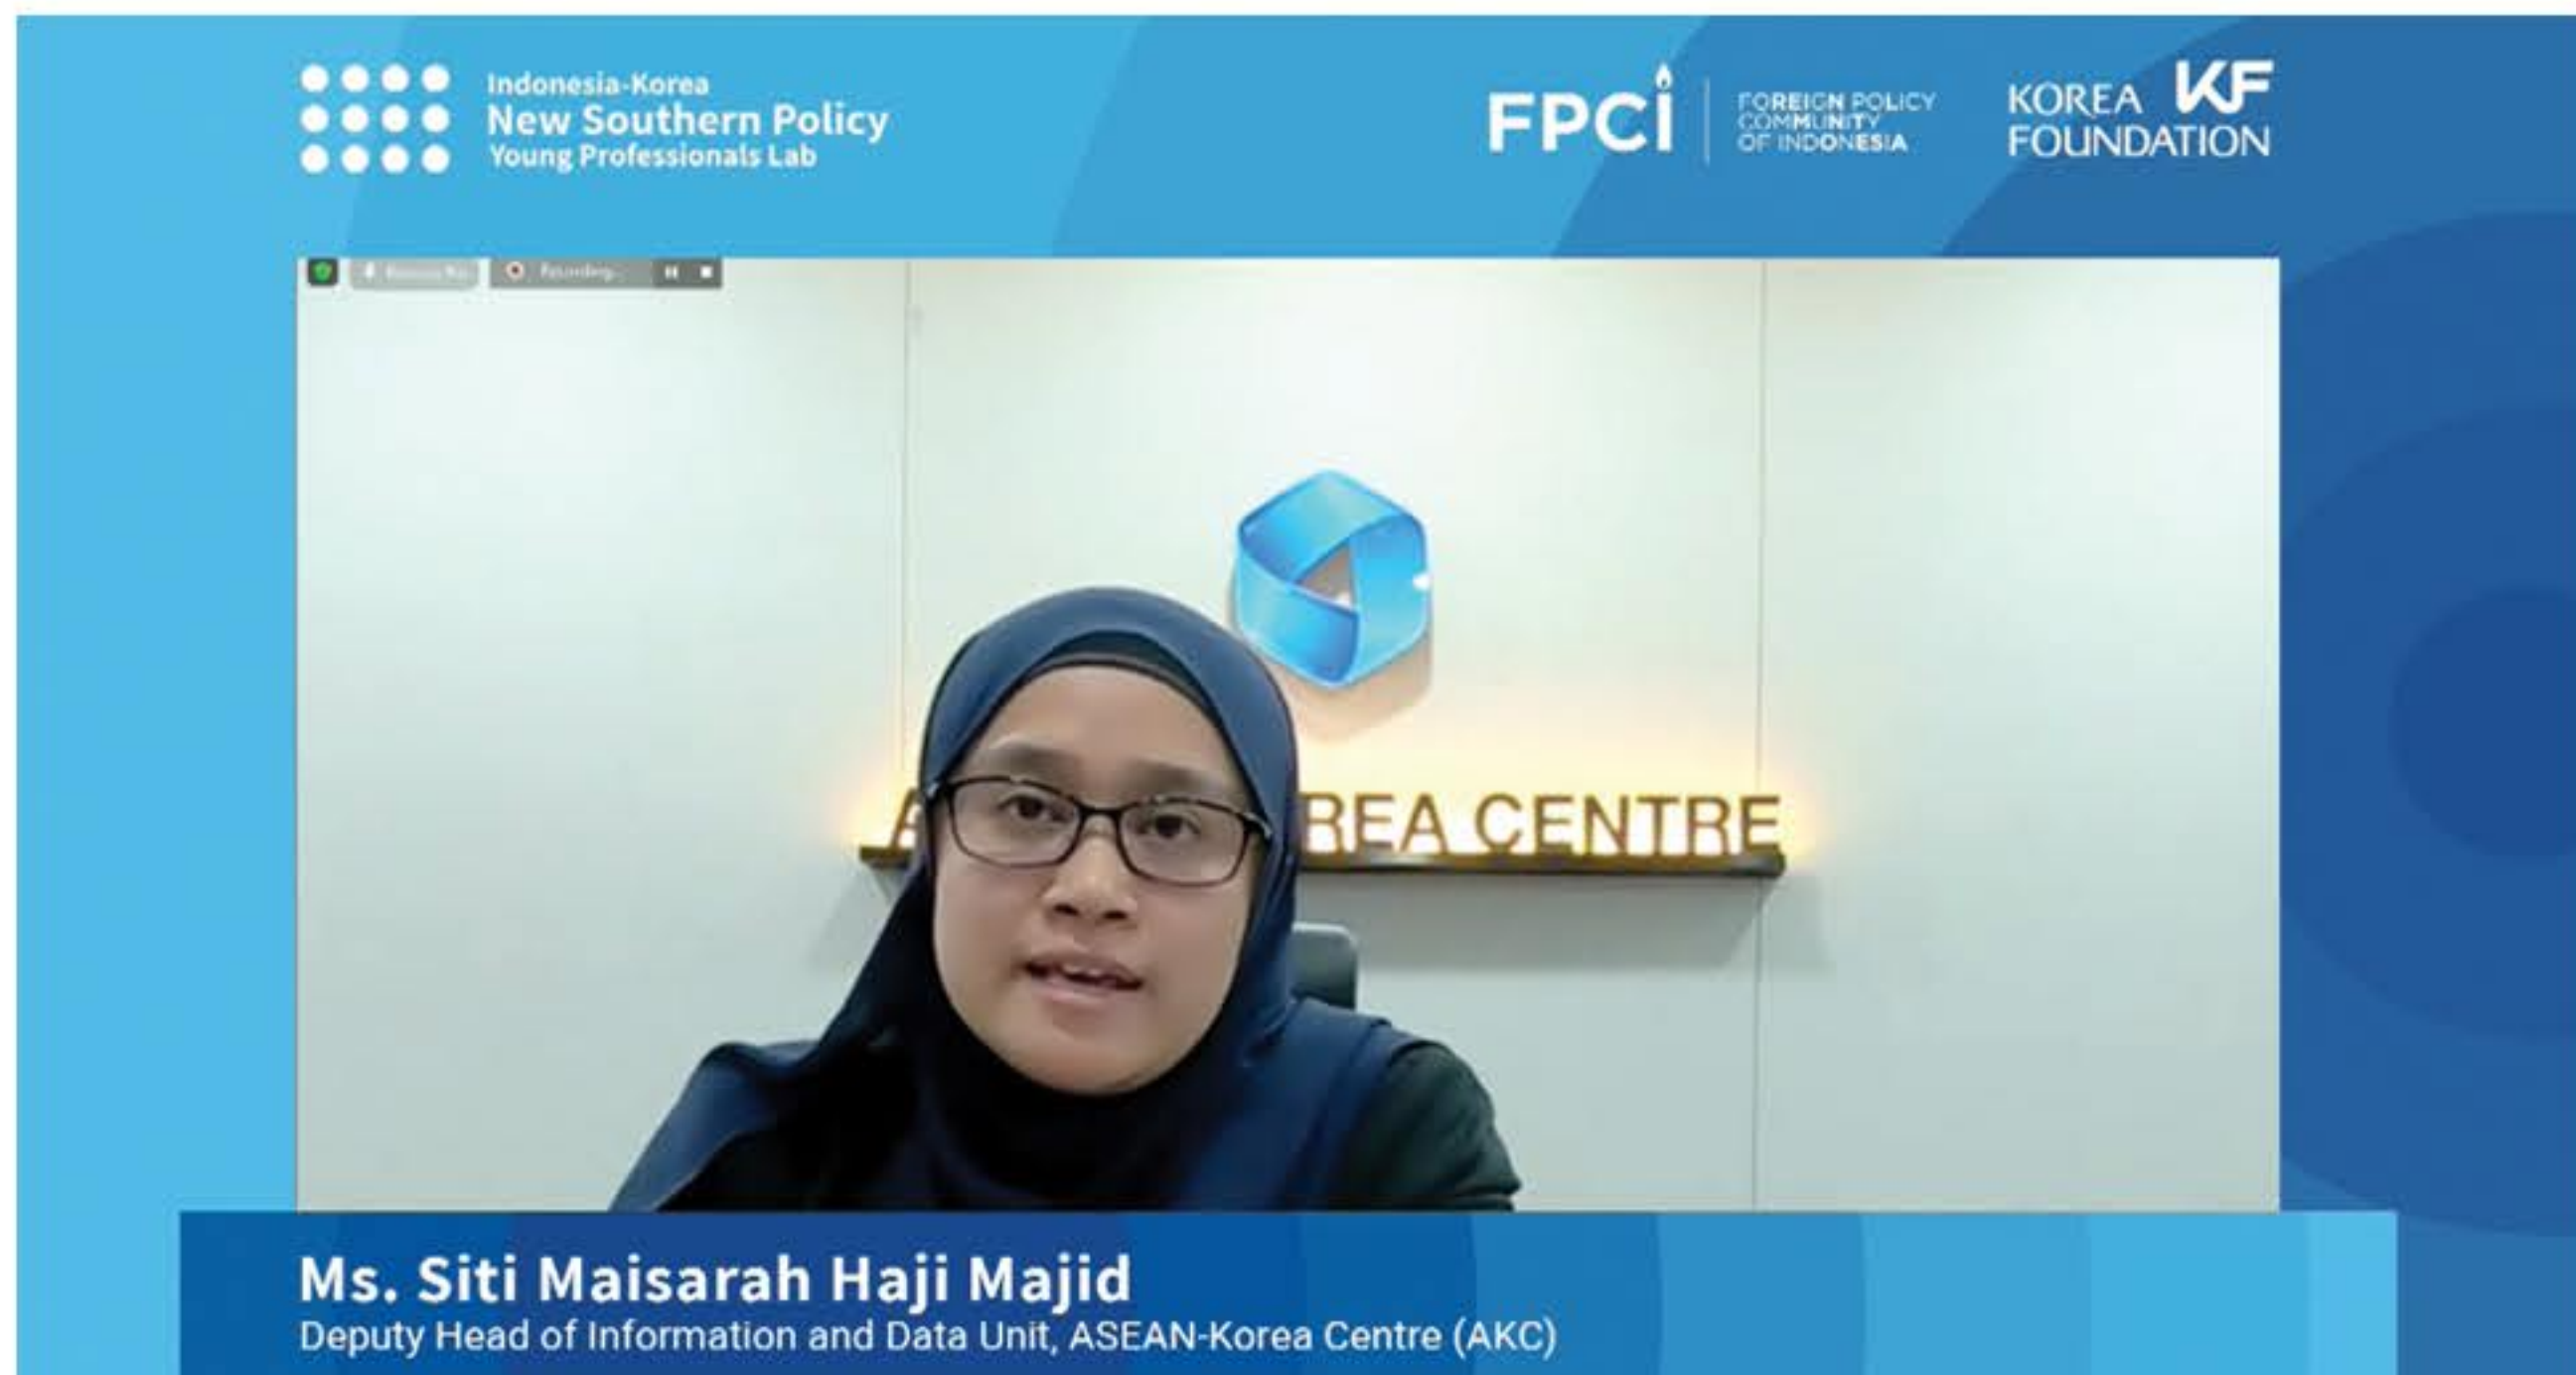 Indonesia-Korea
New Southern Policy
Young Professionals Lab
FPCi
FOREIGN POLICY
COMMUNITY
OF INDONESIA
KF
KOREA
FOUNDATION
Recording...
REA CENTRE
Ms. Siti Maisarah Haji Majid
Deputy Head of Information and Data Unit, ASEAN-Korea Centre (AKC)